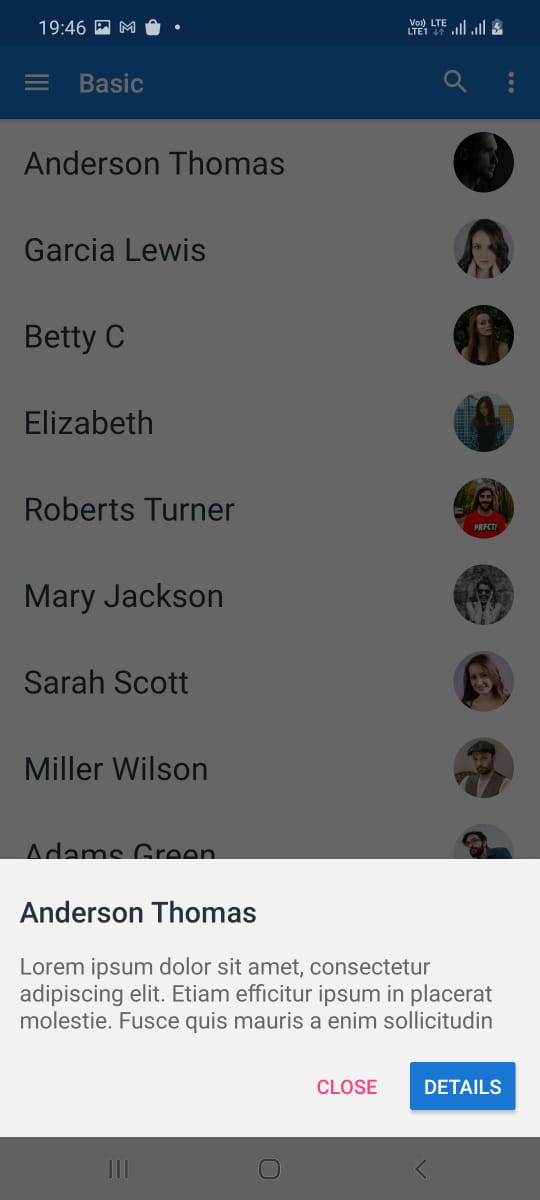 19:46
Vo)) LTE
LTE1
Basic
Anderson Thomas
Garcia Lewis
Betty C
Elizabeth
Roberts Turner
PRFCT!
Mary Jackson
Sarah Scott
Miller Wilson
Adams Green
Anderson Thomas
Lorem ipsum dolor sit amet, consectetur
adipiscing elit. Etiam efficitur ipsum in placerat
molestie. Fusce quis mauris a enim sollicitudin
CLOSE DETAILS